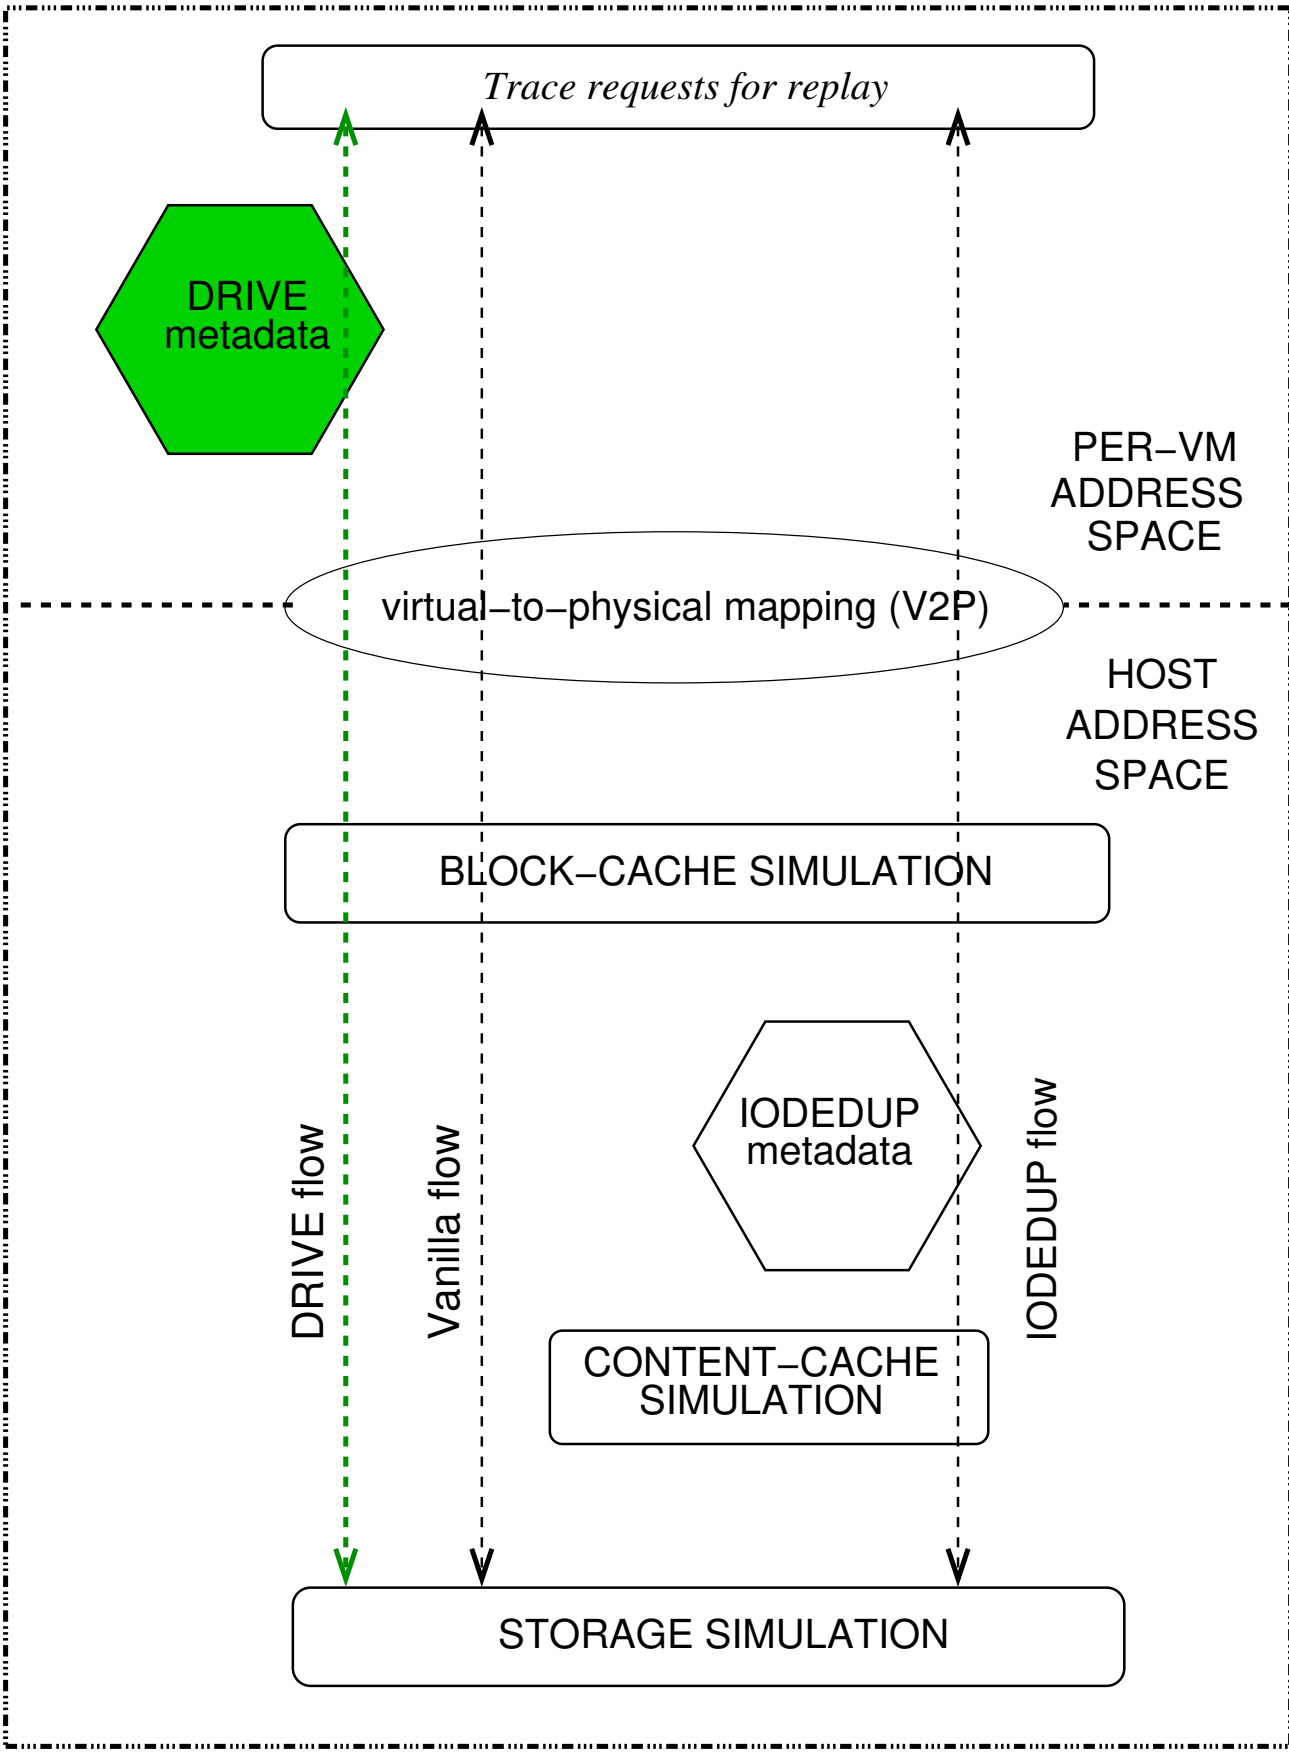 Trace requests for replay
DRIVE
metadata
PER−VM
ADDRESS
SPACE
virtual−to−physical mapping (V2P)
HOST
ADDRESS
SPACE
BLOCK−CACHE SIMULATION
DRIVE flow
Vanilla flow
IODEDUP
metadata
IODEDUP flow
CONTENT−CACHE
SIMULATION
STORAGE SIMULATION